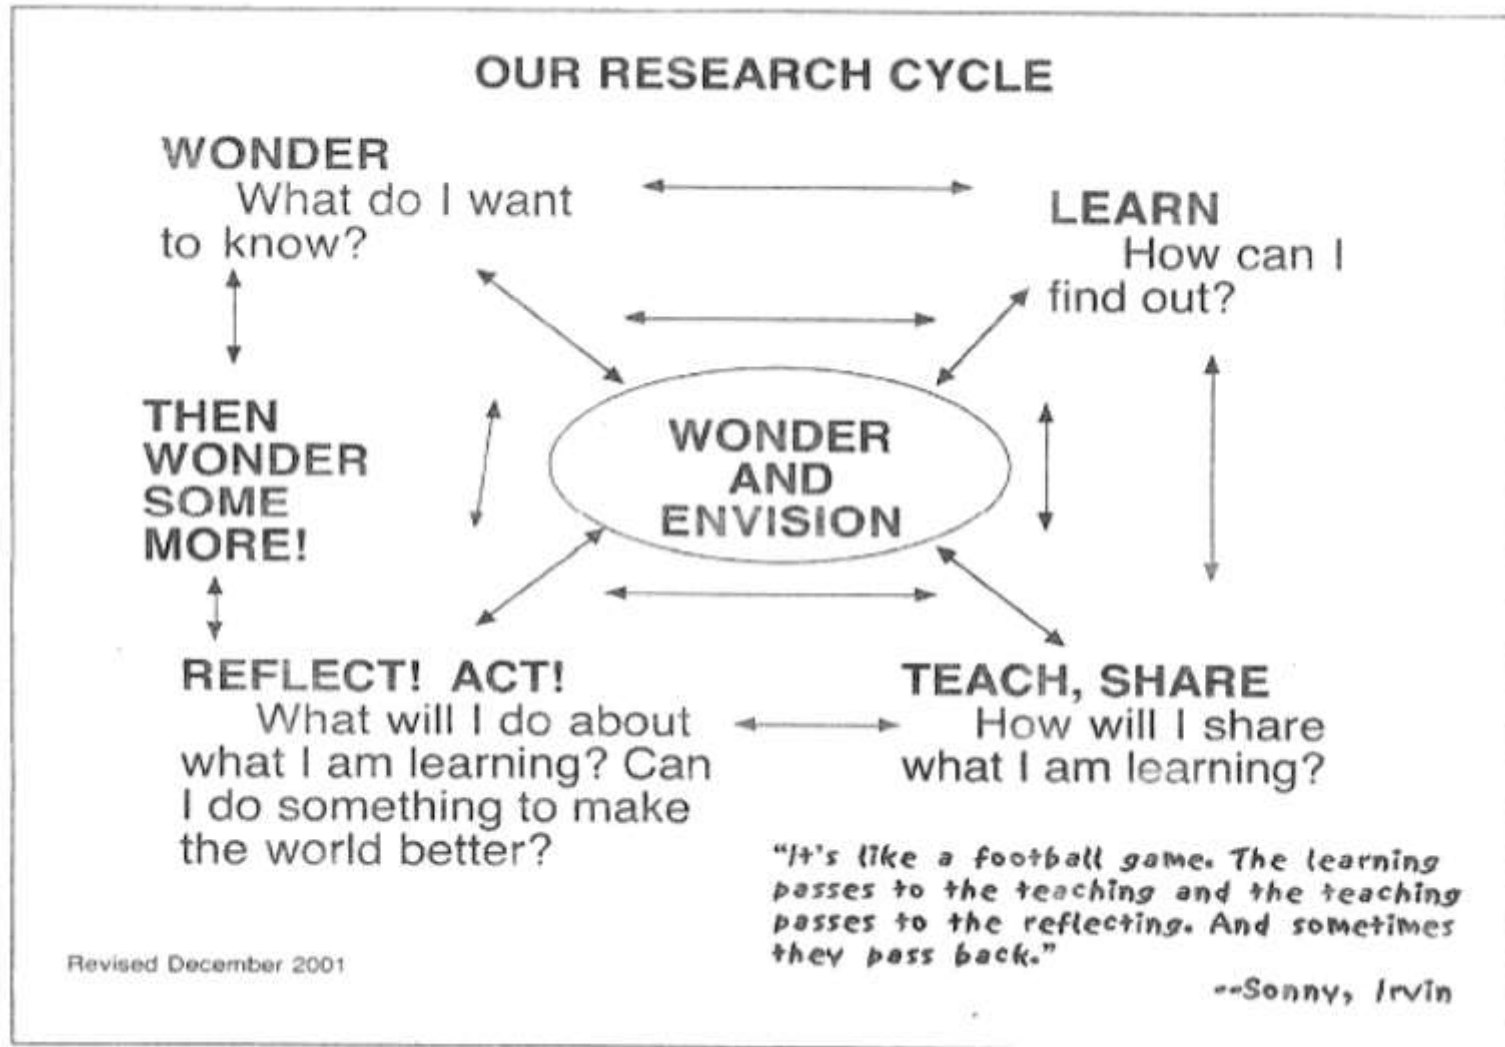 OUR RESEARCH CYCLE
WONDER
What do I want
to know?
LEARN
How can I
find out?
THEN
WONDER
SOME
MORE!
WONDER
AND
ENVISION
REFLECT! ACT!
What will I do about
what I am learning? Can
I do something to make
the world better?
TEACH, SHARE
How will I share
what I am learning?
"It's like a football game. The learning
passes to the teaching and the teaching
passes to the reflecting. And sometimes
they pass back."
--Sonny, Irvin
Revised December 2001